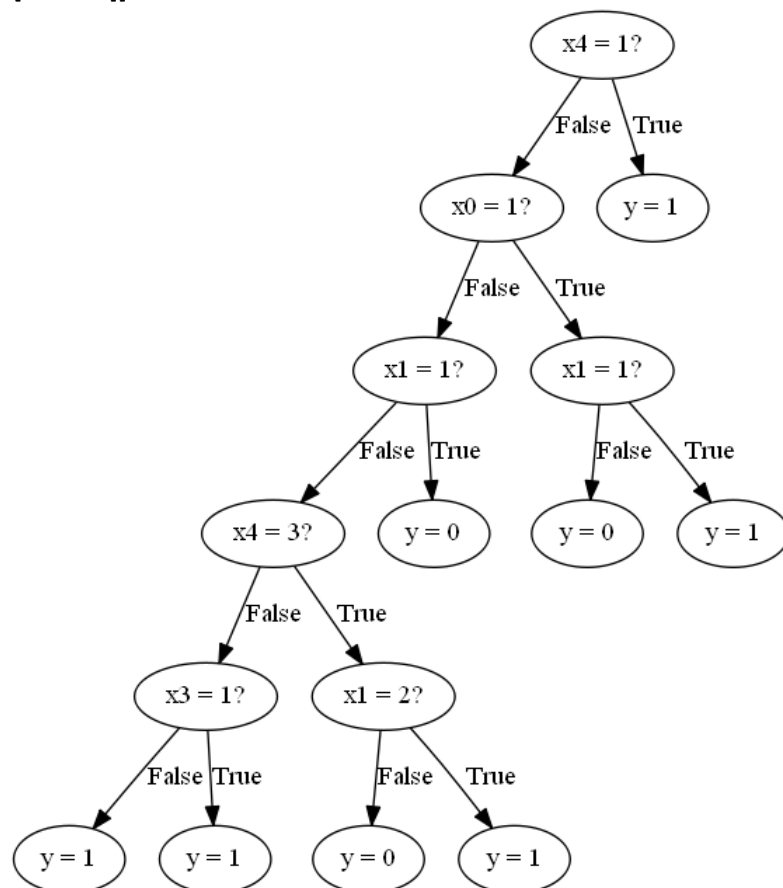 x4 = 1?
False
True
x0 = 1?
y = 1
False
True
x1 = 1?
x1 = 1?
False
True
False
True
x4 = 3?
y = 0
y = 0
y = 1
False
True
x3 = 1?
x1 = 2?
False
True
False
True
y = 1
y = 1
y = 0
y = 1